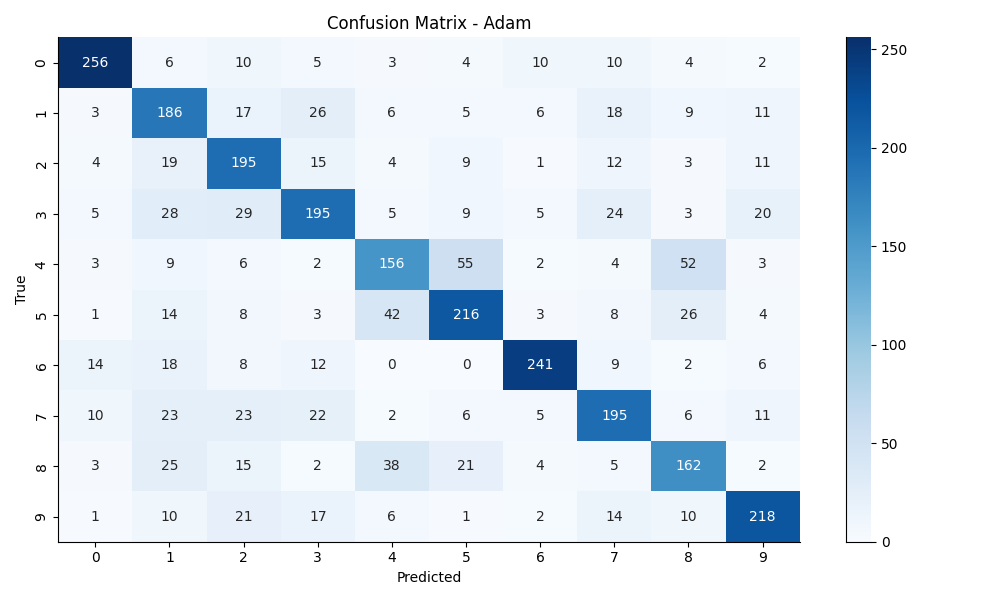 Confusion Matrix - Adam
0 256 6 10 5 3 4 10 10 4 2
1 3 186 17 26 6 5 6 18 9 11
2 4 19 195 15 4 9 1 12 3 11
3 5 28 29 195 5 9 5 24 3 20
4 3 9 6 2 156 55 2 4 52 3
5 1 14 8 3 42 216 3 8 26 4
6 14 18 8 12 0 0 241 9 2 6
7 10 23 23 22 2 6 5 195 6 11
8 3 25 15 2 38 21 4 5 162 2
9 1 10 21 17 6 1 2 14 10 218
0 1 2 3 4 5 6 7 8 9
Predicted
True
250
200
150
100
50
0